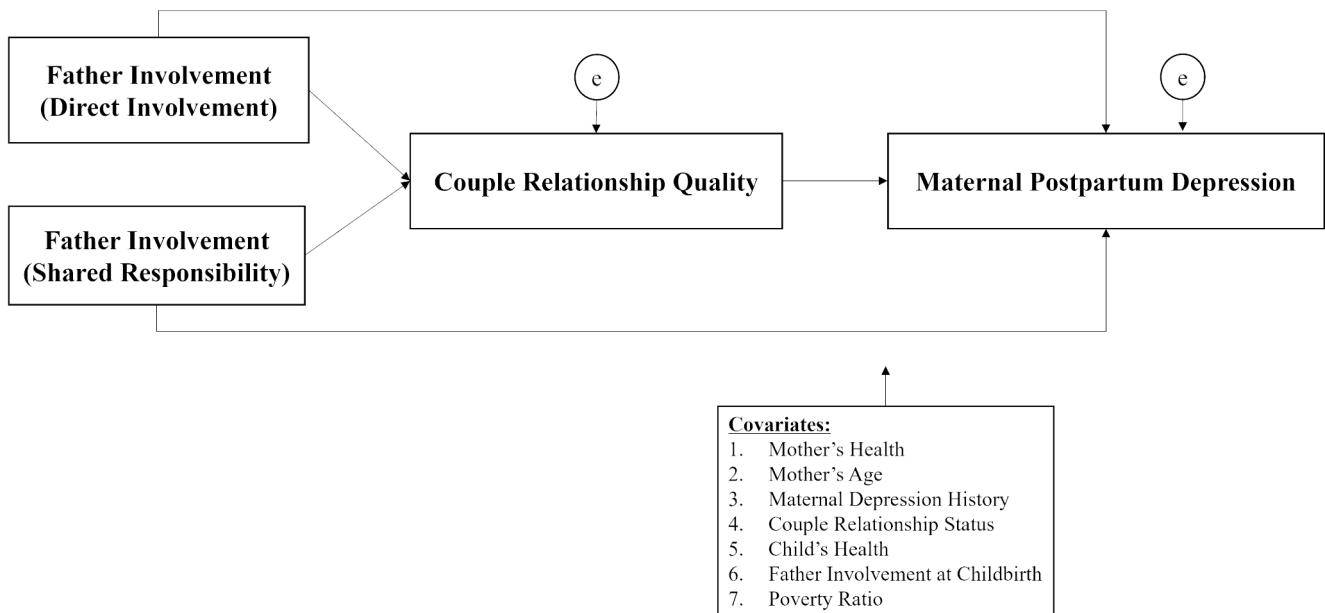 Father Involvement
(Direct Involvement)
e
e
Couple Relationship Quality
Maternal Postpartum Depression
Father Involvement
(Shared Responsibility)
Covariates:
1. Mother's Health
2. Mother's Age
3. Maternal Depression History
4. Couple Relationship Status
5. Child's Health
6. Father Involvement at Childbirth
7. Poverty Ratio